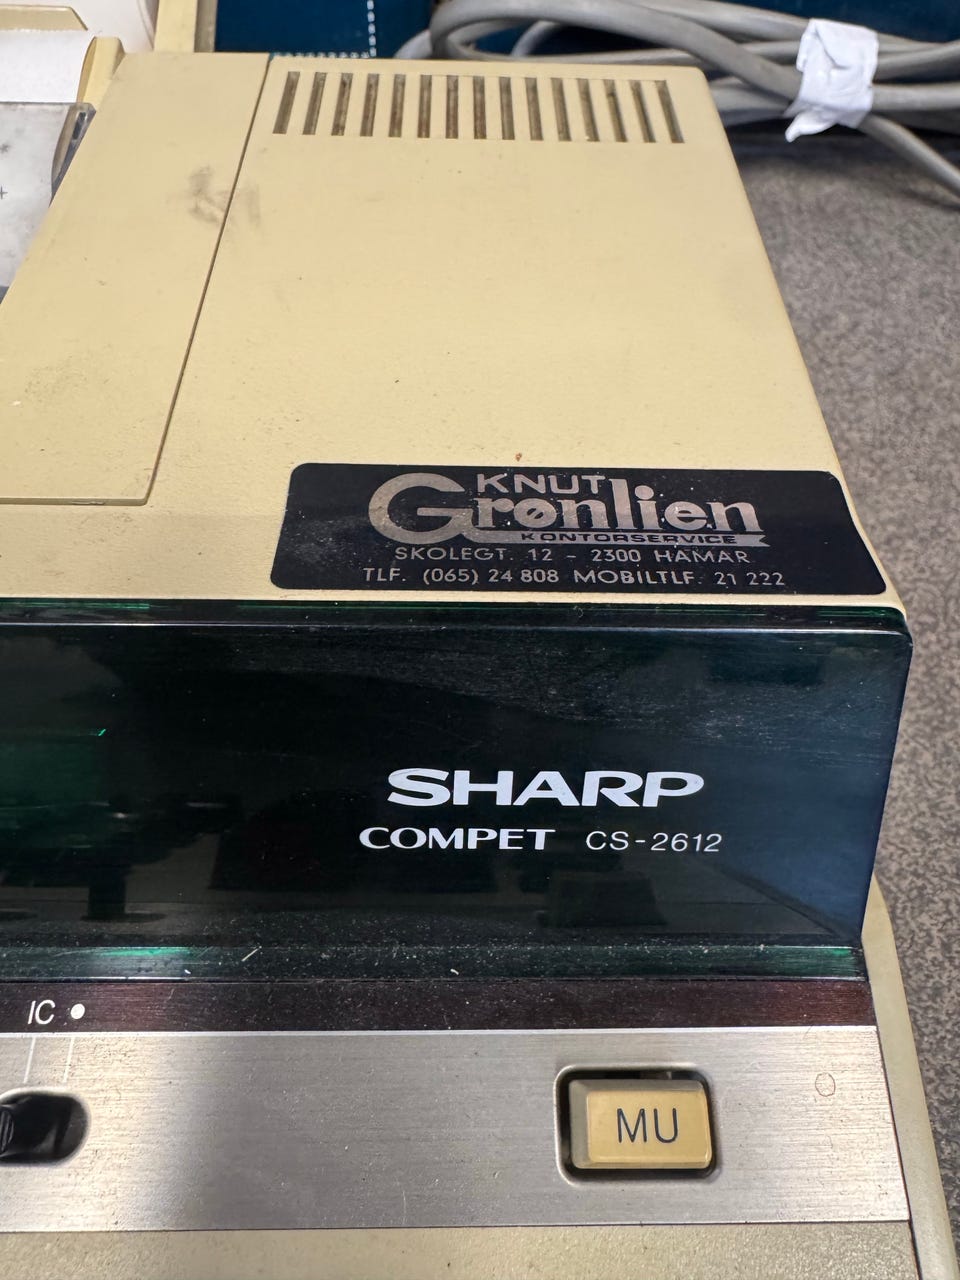 KNUT
Grønlien
KONTORSERVICE
SKOLEGT. 12 - 2300 HAMAR
TLF. (065) 24 808 MOBILTLF. 21 222
SHARP
COMPET CS-2612
IC
MU